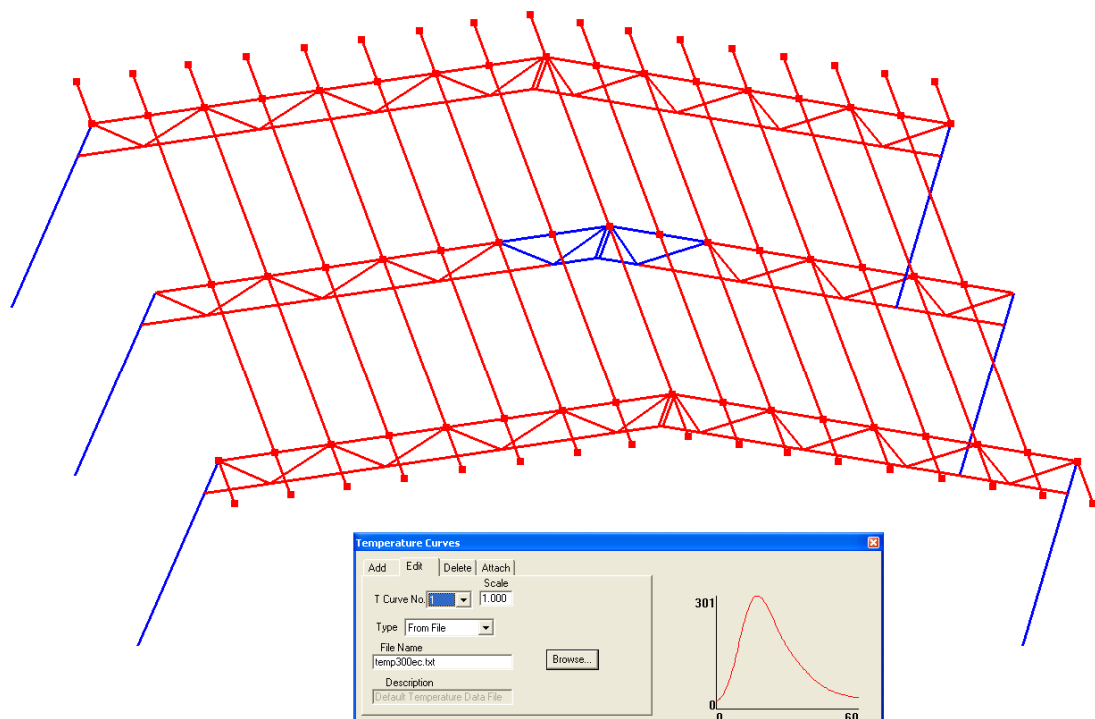 Temperature Curves
Add Edit Delete Attach
Scale
T Curve No. 1 1.000
Type From File
File Name
temp300ec.txt Browse...
Description
Default Temperature Data File
301
0
0 60